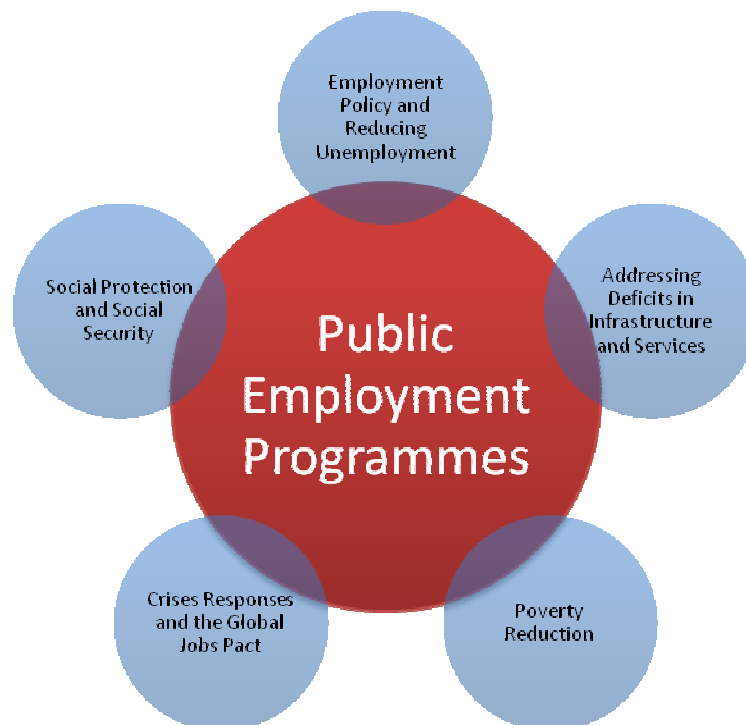 Employment
Policy and
Reducing
Unemployment
Social Protection
and Social
Security
Addressing
Deficits in
Infrastructure
and Services
Public
Employment
Programmes
Crises Responses
and the Global
Jobs Pact
Poverty
Reduction